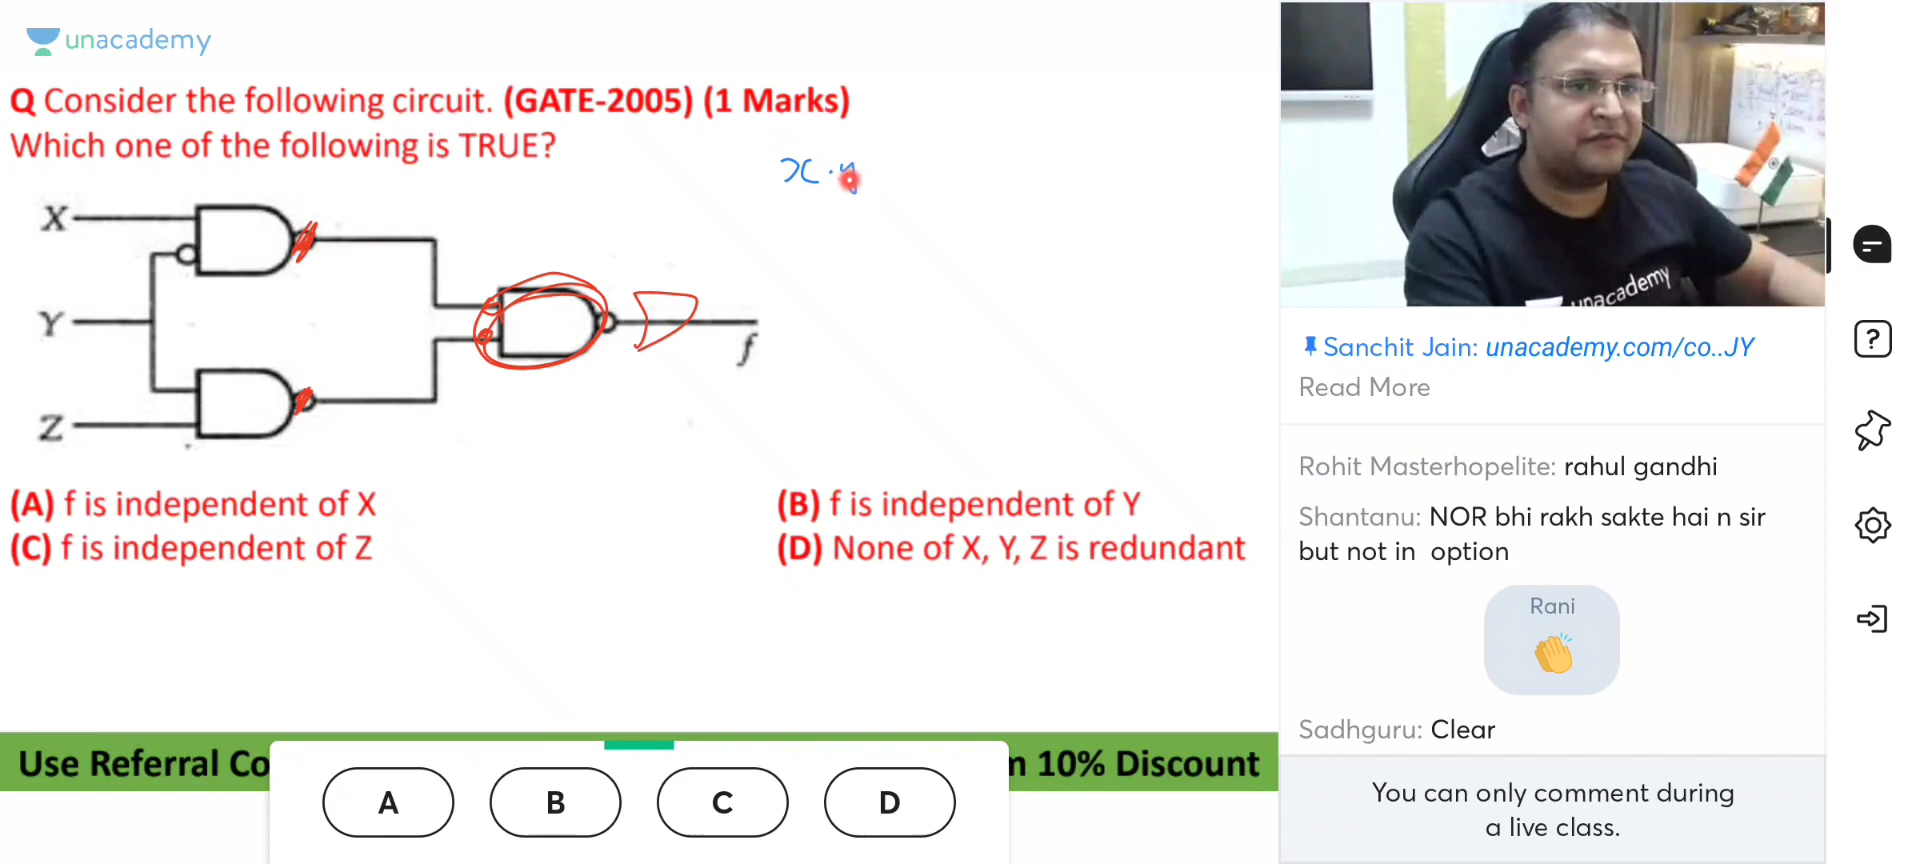 unacademy
Q Consider the following circuit. (GATE-2005) (1 Marks)
Which one of the following is TRUE?
x.y
X
Y
Z
f
(A) f is independent of X
(B) f is independent of Y
(C) f is independent of Z
(D) None of X, Y, Z is redundant
Use Referral Co
m 10% Discount
A
B
C
D
unacademy
Sanchit Jain: unacademy.com/co..JY
Read More
Rohit Masterhopelite: rahul gandhi
Shantanu: NOR bhi rakh sakte hai n sir
but not in option
Rani
Sadhguru: Clear
You can only comment during
a live class.
?